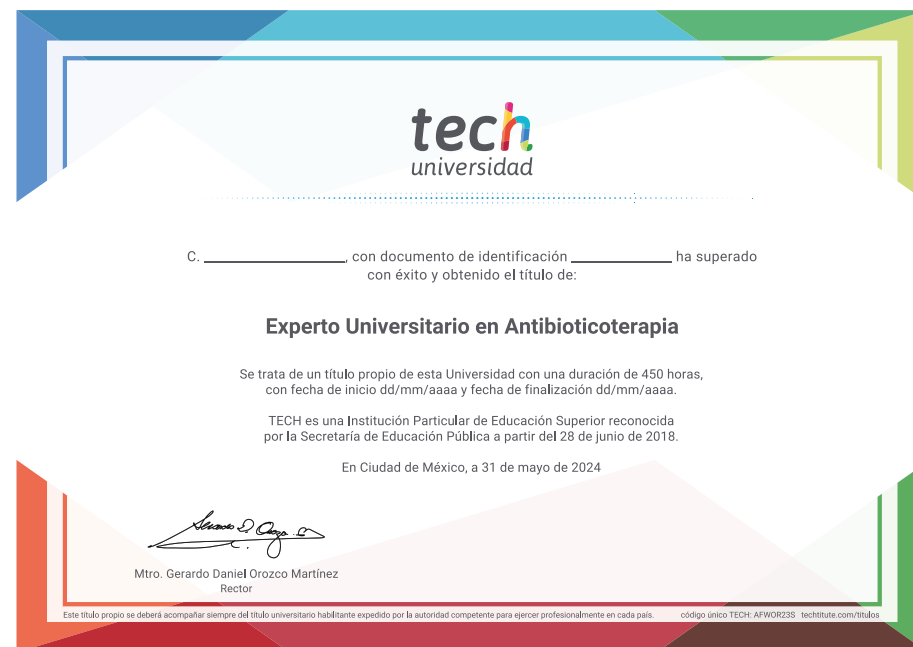 tech
universidad
C. ____________________, con documento de identificación ______________ ha superado
con éxito y obtenido el título de:
Experto Universitario en Antibioticoterapia
Se trata de un título propio de esta Universidad con una duración de 450 horas,
con fecha de inicio dd/mm/aaaa y fecha de finalización dd/mm/aaaa.
TECH es una Institución Particular de Educación Superior reconocida
por la Secretaría de Educación Pública a partir del 28 de junio de 2018.
En Ciudad de México, a 31 de mayo de 2024
Mtro. Gerardo Daniel Orozco Martínez
Rector
Este título propio se deberá acompañar siempre del título universitario habilitante expedido por la autoridad competente para ejercer profesionalmente en cada país. código único TECH: AFWOR23S techtitute.com/titulos